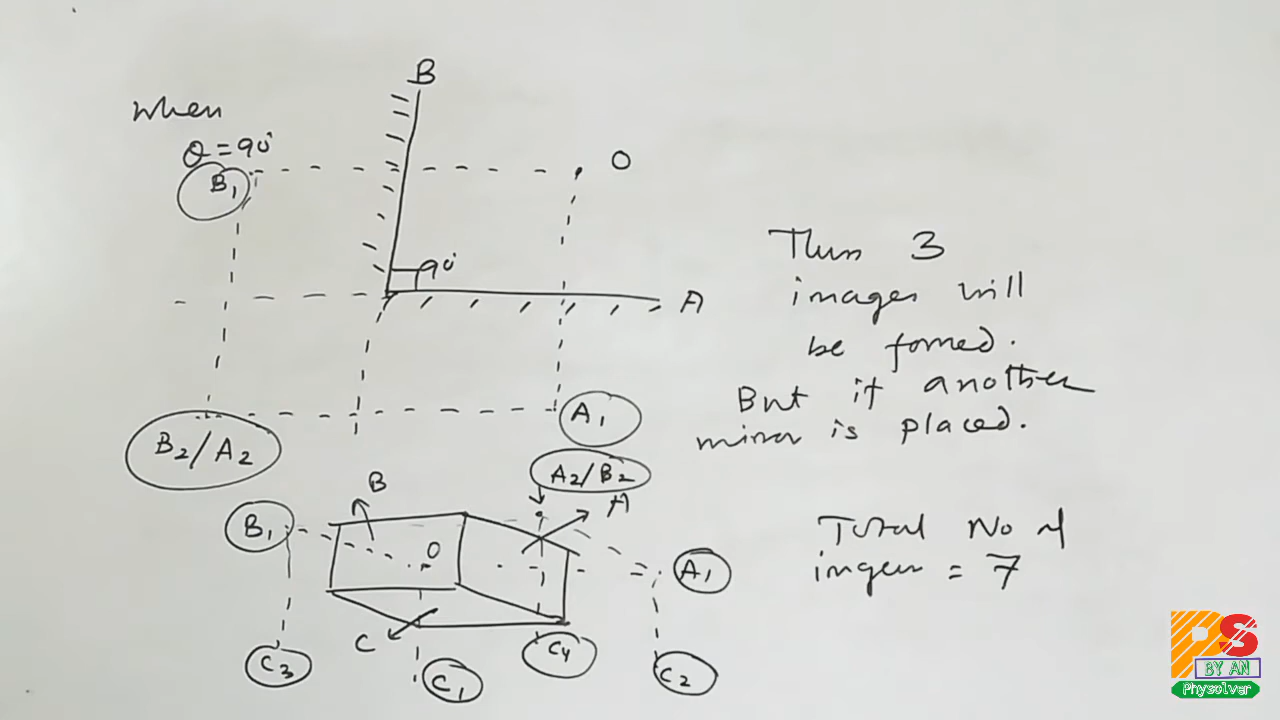 When
θ = 90°
B
O
B1
90°
A
B2/A2
A1
Thus 3
images will
be formed.
But if another
mirror is placed.
A2/B2
B
A
B1
O
A1
C
C3
C1
C4
C2
Total No of
= 7
PS
BY AN
Physolver